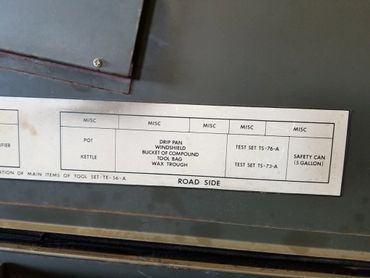 MISC MISC MISC MISC MISC
POT
KETTLE
DRIP PAN
WINDSHIELD
BUCKET OF COMPOUND
TOOL BAG
WAX TROUGH
TEST SET TS-76-A
TEST SET TS-73-A
SAFETY CAN
(5 GALLON)
OF MAIN ITEMS OF TOOL SET-TE-56-A
ROAD SIDE